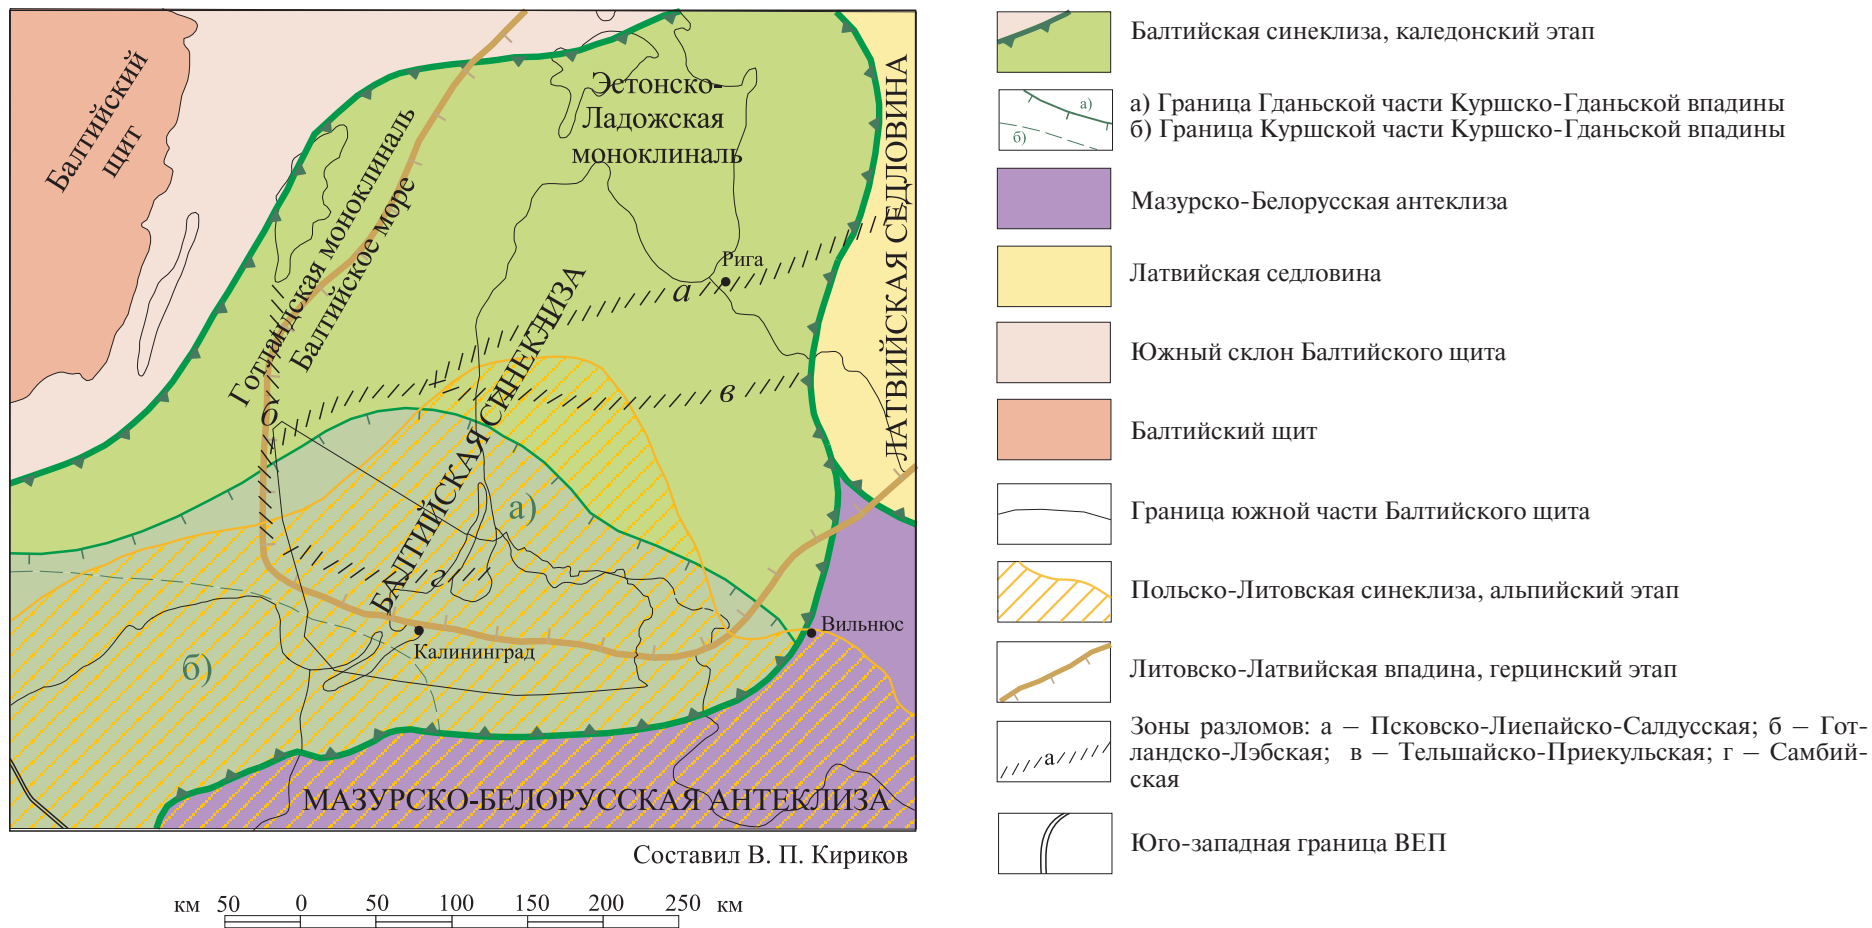 Балтийский
щит
Готландская моноклиналь
Балтийское море
Эстонско-
Ладожская
моноклиналь
ЛАТВИЙСКАЯ СЕДЛОВИНА
Рига
а
б
в
БАЛТИЙСКАЯ СИНЕКЛИЗА
а)
г
Вильнюс
Калининград
б)
МАЗУРСКО-БЕЛОРУССКАЯ АНТЕКЛИЗА
Составил В. П. Кириков
км 50 0 50 100 150 200 250 км
Балтийская синеклиза, каледонский этап
а)
б)
а) Граница Гданьской части Куршско-Гданьской впадины
б) Граница Куршской части Куршско-Гданьской впадины
Мазурско-Белорусская антеклиза
Латвийская седловина
Южный склон Балтийского щита
Балтийский щит
Граница южной части Балтийского щита
Польско-Литовская синеклиза, альпийский этап
Литовско-Латвийская впадина, герцинский этап
а
Зоны разломов: а – Псковско-Лиепайско-Салдусская; б – Гот-
ландско-Лэбская; в – Тельшайско-Приекульская; г – Самбий-
ская
Юго-западная граница ВЕП